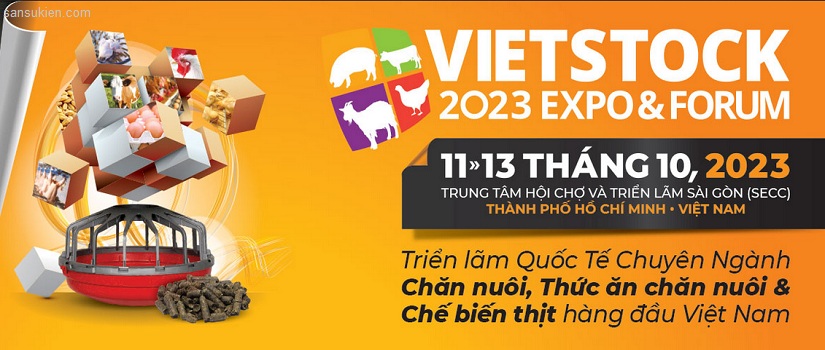 sansukien.com
VIETSTOCK
2023 EXPO & FORUM
11»13 THÁNG 10, 2023
TRUNG TÂM HỘI CHỢ VÀ TRIỂN LÃM SÀI GÒN (SECC)
THÀNH PHỐ HỒ CHÍ MINH • VIỆT NAM
Triển lãm Quốc Tế Chuyên Ngành
Chăn nuôi, Thức ăn chăn nuôi &
Chế biến thịt hàng đầu Việt Nam